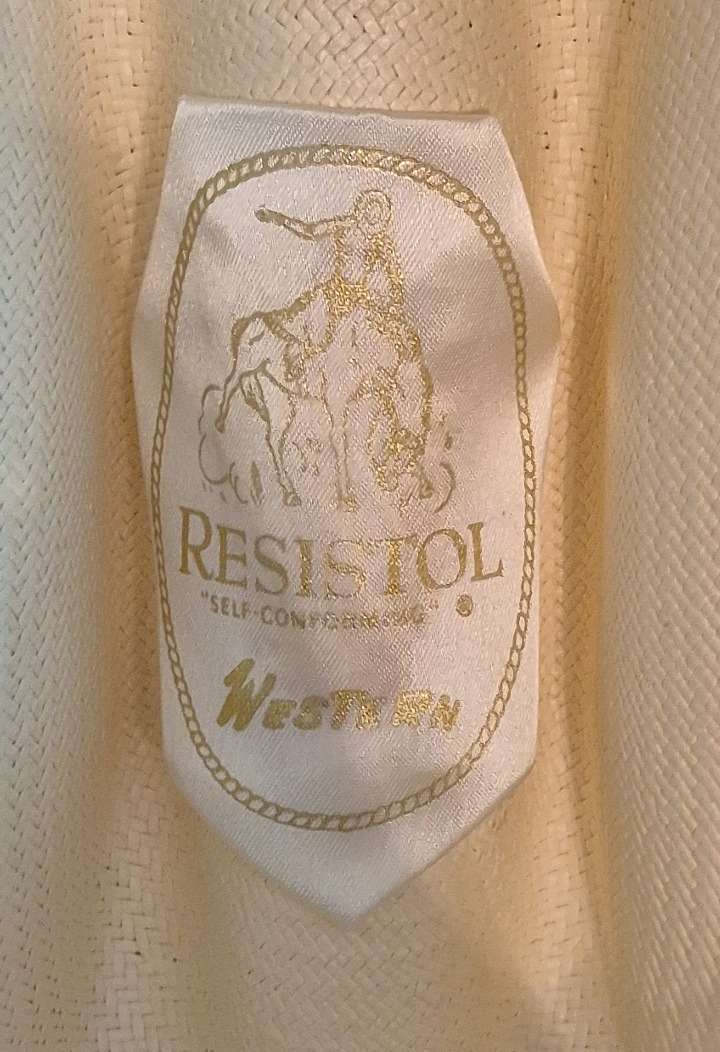 RESISTOL
"SELF-CONFORMING" ®
WESTERN